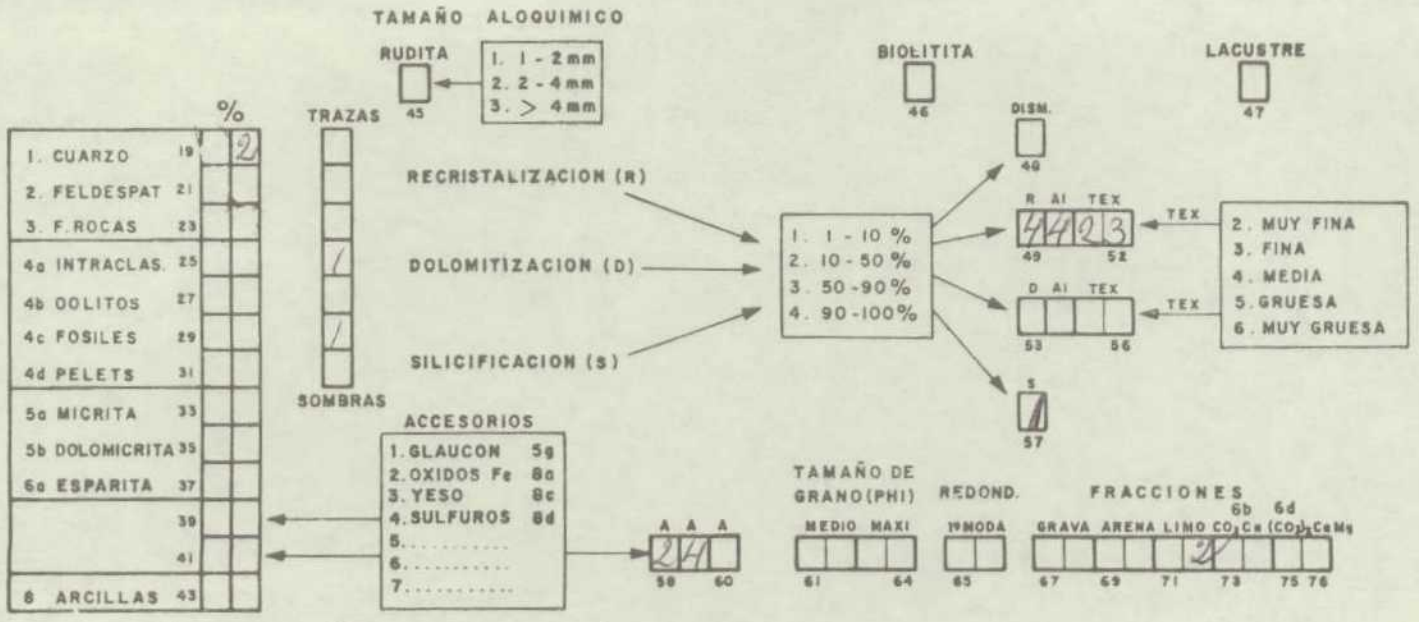 TAMAÑO ALOQUIMICO
RUDITA
45
1. 1 - 2 mm
2. 2 - 4 mm
3. > 4 mm
BIOLITITA
46
LACUSTRE
47
%
1. CUARZO 19 2
2. FELDESPAT 21
3. F. ROCAS 23
4a INTRACLAS. 25
4b OOLITOS 27
4c FOSILES 29
4d PELETS 31
5a MICRITA 33
5b DOLOMICRITA 35
6a ESPARITA 37
39
41
8 ARCILLAS 43
TRAZAS
1
1
SOMBRAS
RECRISTALIZACION (R)
DOLOMITIZACION (D)
SILICIFICACION (S)
1. 1 - 10 %
2. 10 - 50 %
3. 50 - 90 %
4. 90 - 100 %
DISM.
48
R AI TEX
4 4 2 3
49 52
D AI TEX
53 56
S
1
57
TEX
TEX
2. MUY FINA
3. FINA
4. MEDIA
5. GRUESA
6. MUY GRUESA
ACCESORIOS
1. GLAUCON 5g
2. OXIDOS Fe 8a
3. YESO 8c
4. SULFUROS 8d
5. ..........
6. ..........
7. ..........
A A A
2 4
58 60
TAMAÑO DE
GRANO (PHI)
MEDIO MAXI
61 64
REDOND.
1ª MODA
65
FRACCIONES
6b 6d
GRAVA ARENA LIMO CO₃Ca (CO₃)₂CaMg
2
67 69 71 73 75 76